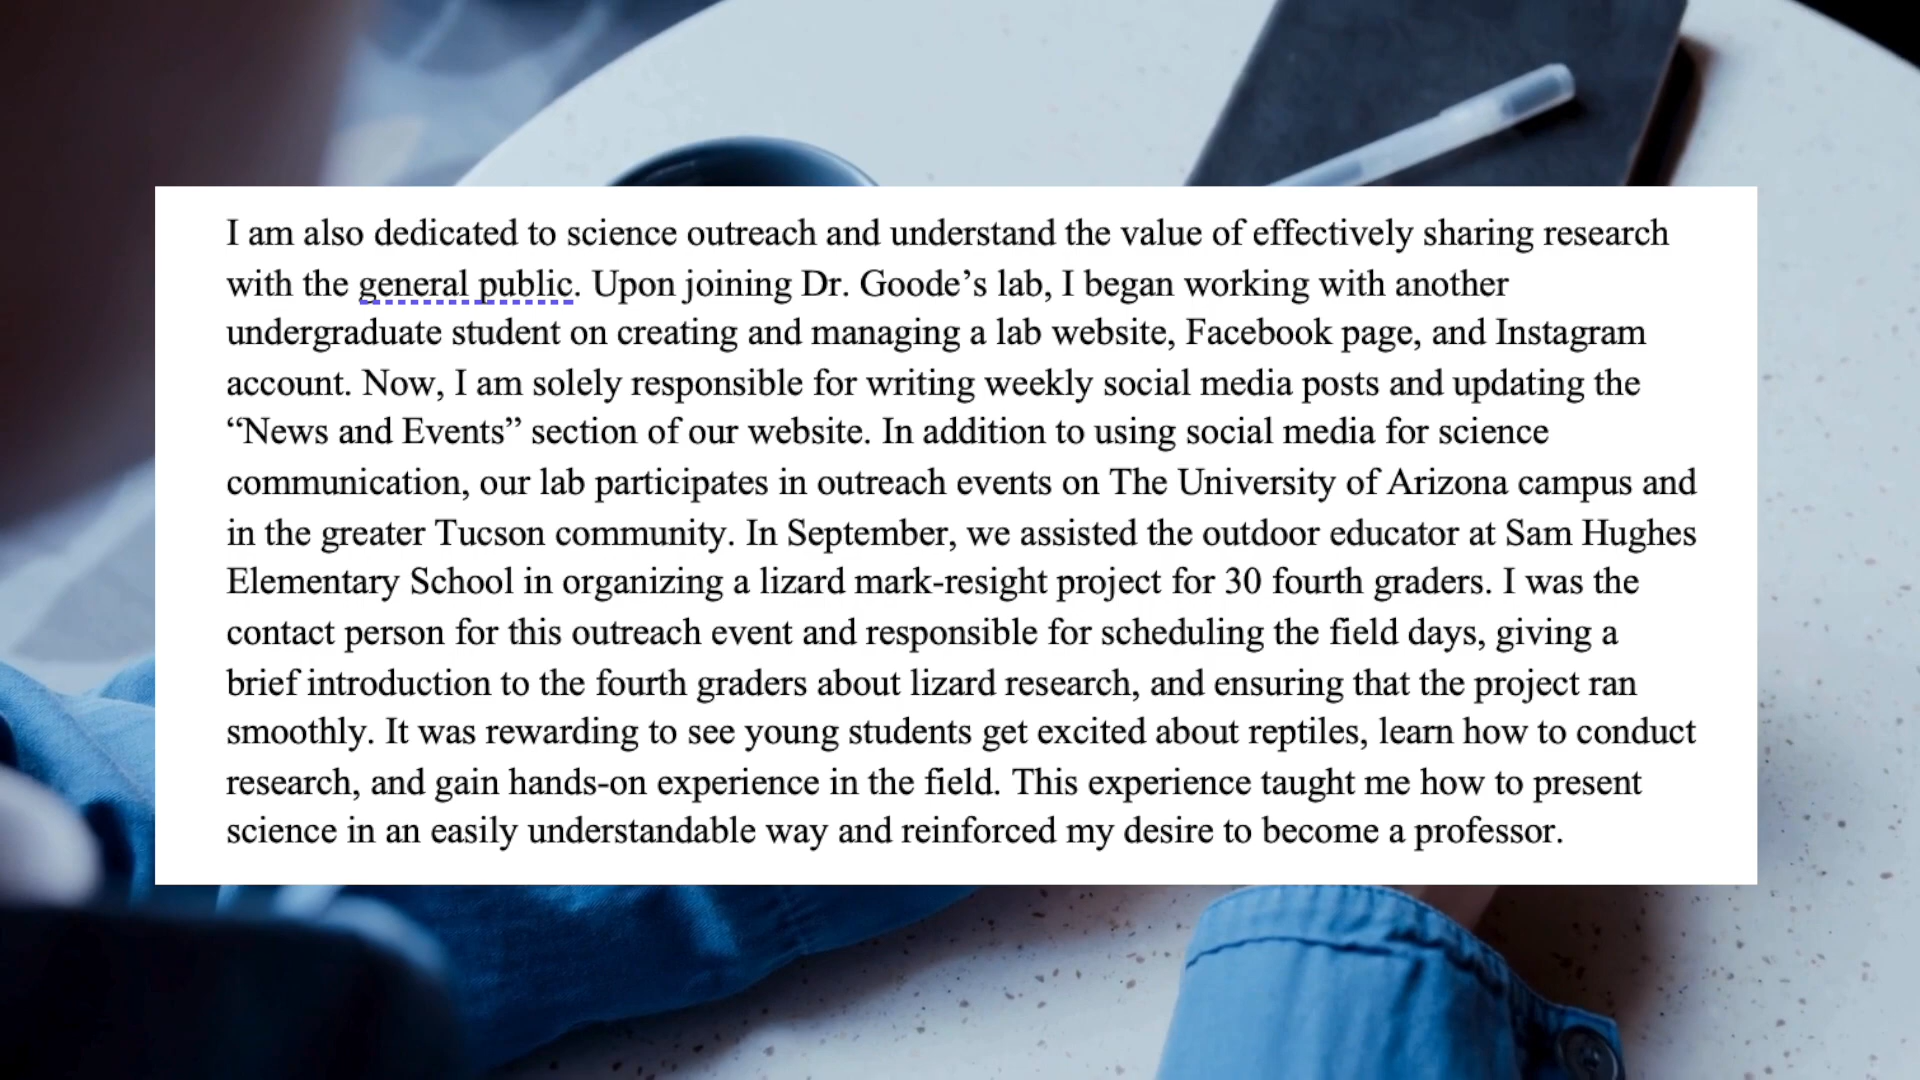 I am also dedicated to science outreach and understand the value of effectively sharing research
with the general public. Upon joining Dr. Goode’s lab, I began working with another
undergraduate student on creating and managing a lab website, Facebook page, and Instagram
account. Now, I am solely responsible for writing weekly social media posts and updating the
“News and Events” section of our website. In addition to using social media for science
communication, our lab participates in outreach events on The University of Arizona campus and
in the greater Tucson community. In September, we assisted the outdoor educator at Sam Hughes
Elementary School in organizing a lizard mark-resight project for 30 fourth graders. I was the
contact person for this outreach event and responsible for scheduling the field days, giving a
brief introduction to the fourth graders about lizard research, and ensuring that the project ran
smoothly. It was rewarding to see young students get excited about reptiles, learn how to conduct
research, and gain hands-on experience in the field. This experience taught me how to present
science in an easily understandable way and reinforced my desire to become a professor.